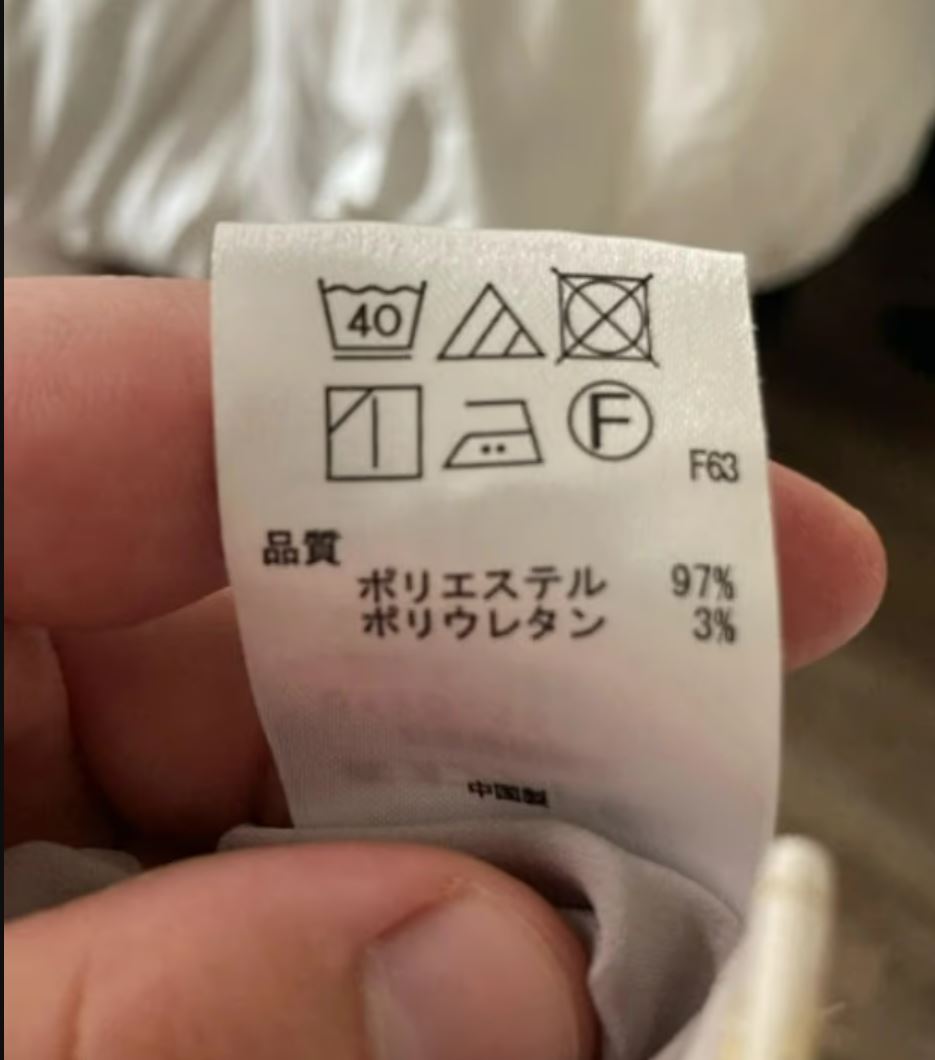 40
F
F63
品質
ポリエステル 97%
ポリウレタン 3%
中国製